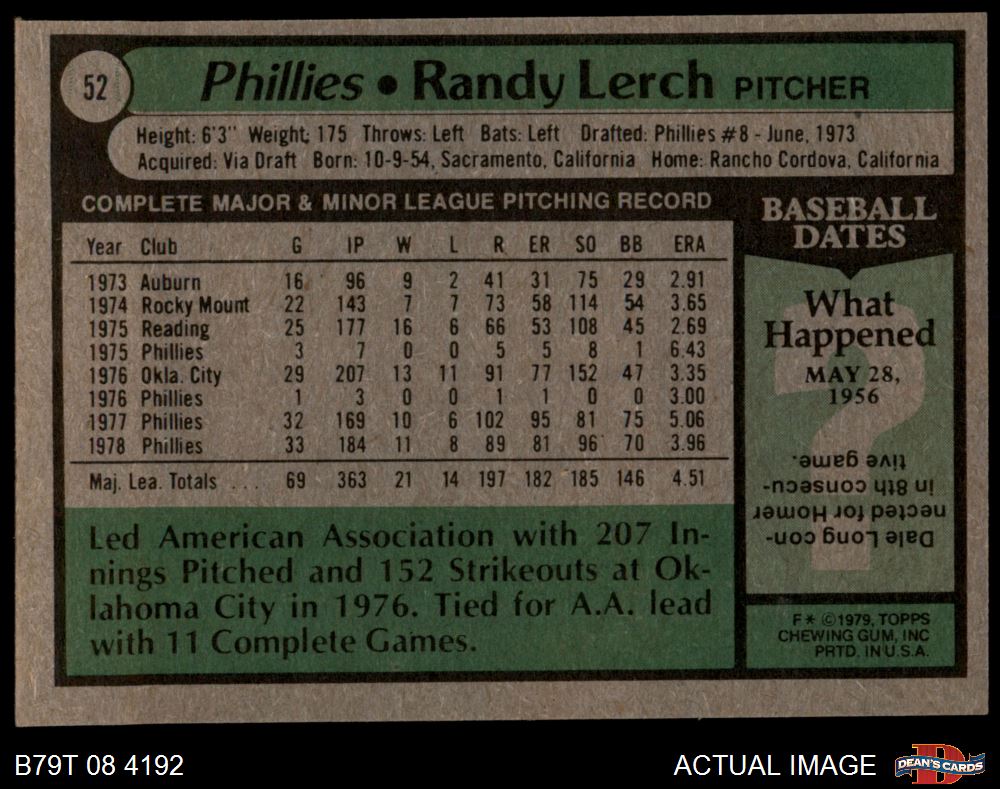 52
Phillies • Randy Lerch PITCHER
Height: 6'3" Weight: 175 Throws: Left Bats: Left Drafted: Phillies #8 - June, 1973
Acquired: Via Draft Born: 10-9-54, Sacramento, California Home: Rancho Cordova, California
COMPLETE MAJOR & MINOR LEAGUE PITCHING RECORD
Year Club G IP W L R ER SO BB ERA
1973 Auburn 16 96 9 2 41 31 75 29 2.91
1974 Rocky Mount 22 143 7 7 73 58 114 54 3.65
1975 Reading 25 177 16 6 66 53 108 45 2.69
1975 Phillies 3 7 0 0 5 5 8 1 6.43
1976 Okla. City 29 207 13 11 91 77 152 47 3.35
1976 Phillies 1 3 0 0 1 1 0 0 3.00
1977 Phillies 32 169 10 6 102 95 81 75 5.06
1978 Phillies 33 184 11 8 89 81 96 70 3.96
Maj. Lea. Totals ... 69 363 21 14 197 182 185 146 4.51
Led American Association with 207 In-
nings Pitched and 152 Strikeouts at Ok-
lahoma City in 1976. Tied for A.A. lead
with 11 Complete Games.
BASEBALL
DATES
What
Happened
MAY 28,
1956
?
Dale Long con-
nected for Homer
in 8th consecu-
tive game.
F* ©1979, TOPPS
CHEWING GUM, INC
PRTD. IN U.S.A.
B79T 08 4192
ACTUAL IMAGE
D
DEAN'S CARDS